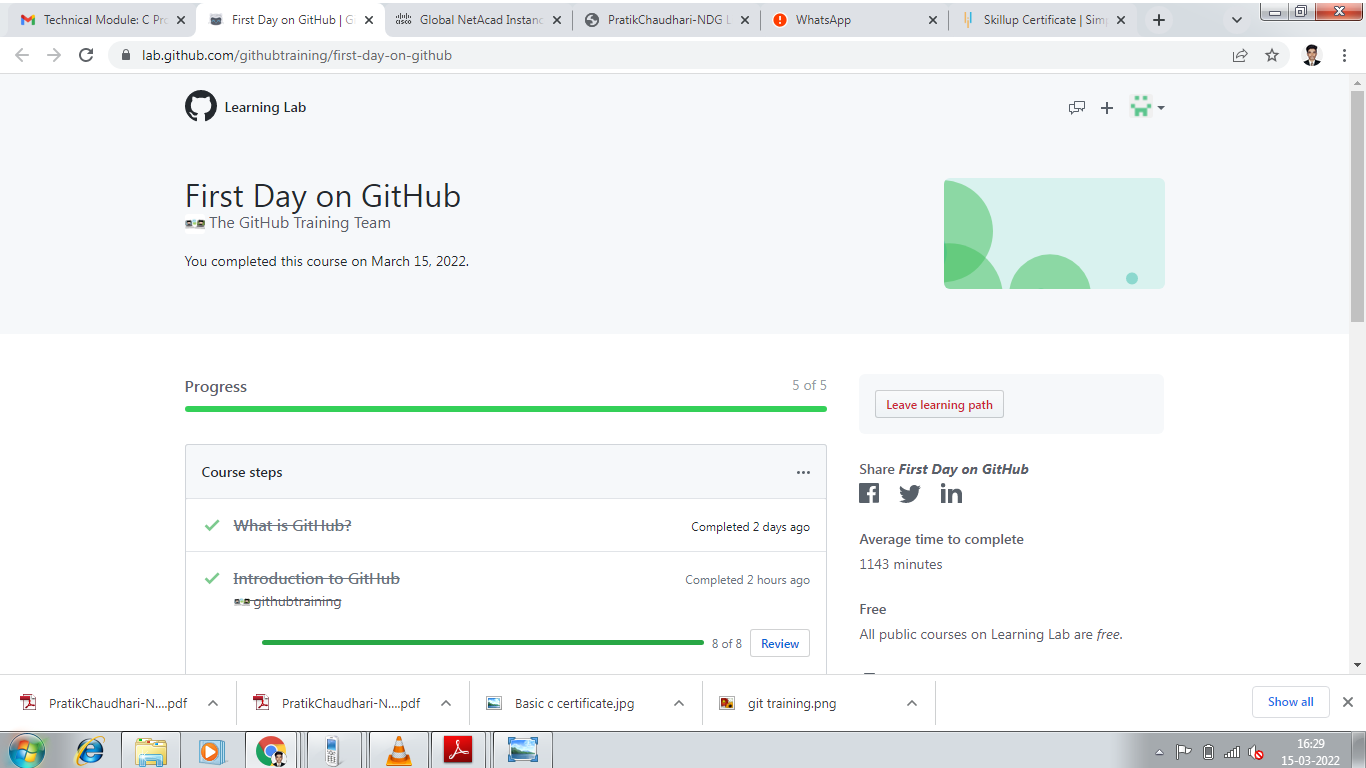 Technical Module: C Pro
First Day on GitHub | G
Global NetAcad Instanc
PratikChaudhari-NDG L
WhatsApp
Skillup Certificate | Simp
lab.github.com/githubtraining/first-day-on-github
Learning Lab
First Day on GitHub
The GitHub Training Team
You completed this course on March 15, 2022.
Progress
5 of 5
Leave learning path
Course steps
Share First Day on GitHub
What is GitHub?
Completed 2 days ago
Average time to complete
1143 minutes
Introduction to GitHub
Completed 2 hours ago
githubtraining
Free
All public courses on Learning Lab are free.
8 of 8
Review
PratikChaudhari-N....pdf
PratikChaudhari-N....pdf
Basic c certificate.jpg
git training.png
Show all
16:29
15-03-2022